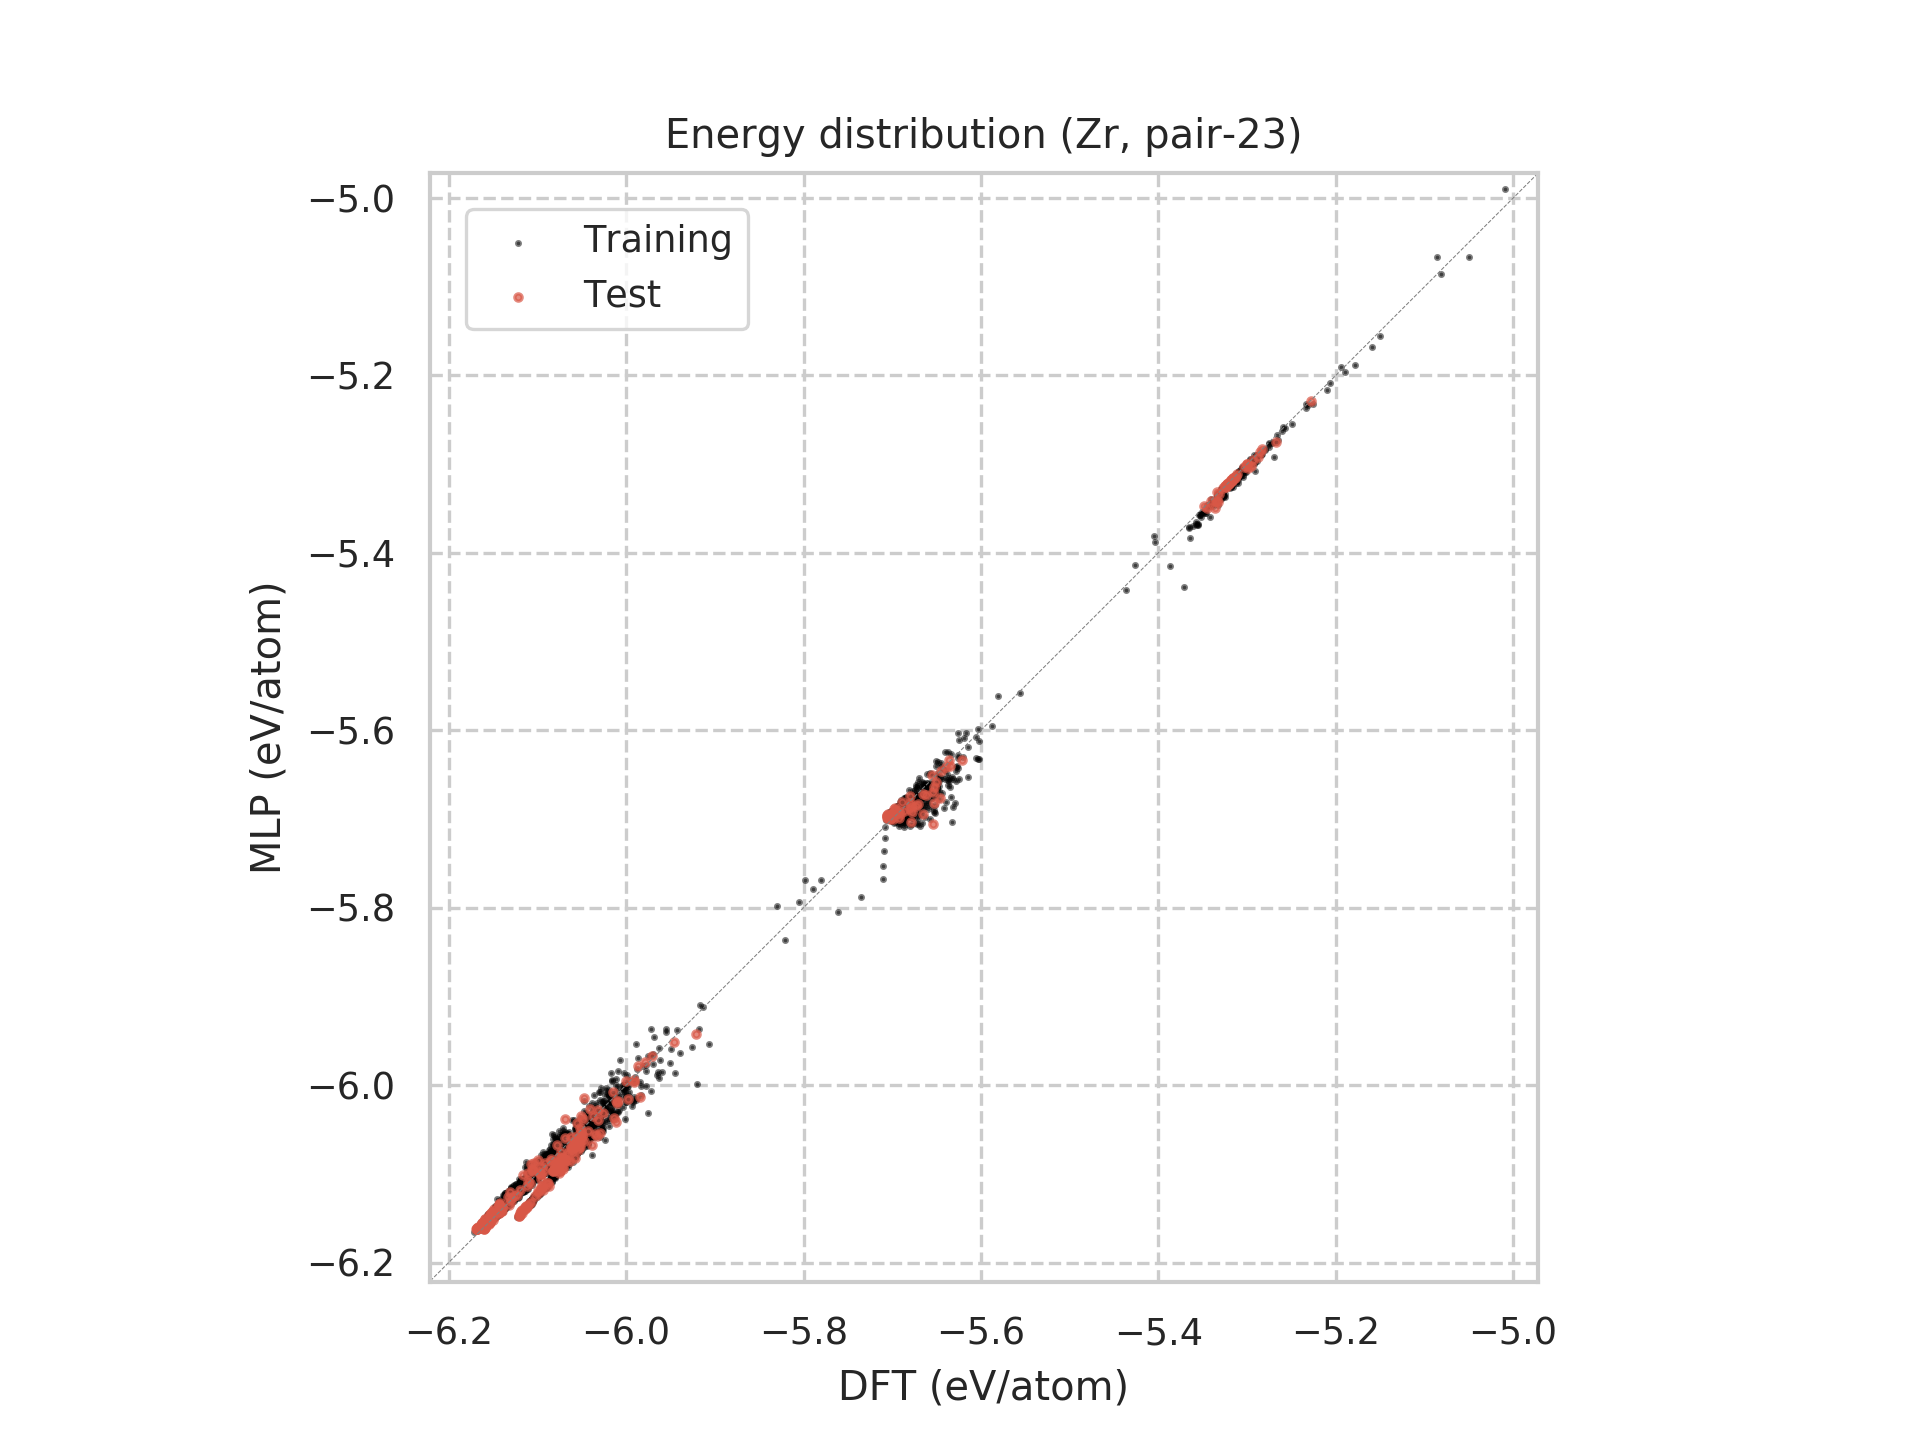 Energy distribution (Zr, pair-23)
Training
Test
MLP (eV/atom)
−5.0
−5.2
−5.4
−5.6
−5.8
−6.0
−6.2
−6.2 −6.0 −5.8 −5.6 −5.4 −5.2 −5.0
DFT (eV/atom)